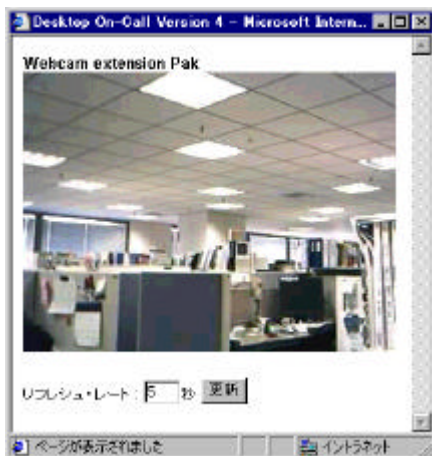 Desktop On-Call Version 4 - Microsoft Intern...
Webcam extension Pak
リフレシュ・レート: 5 秒 更新
ページが表示されました イントラネット